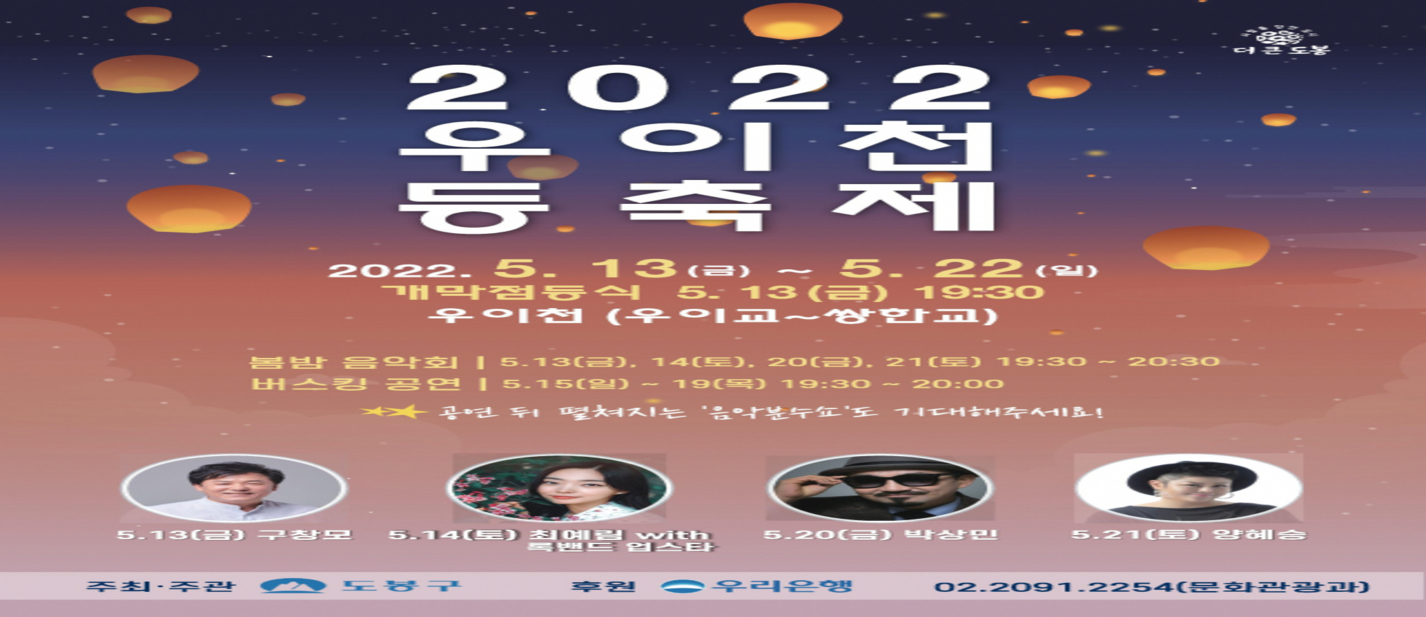 더 큰 도봉
2022
우이천
등축제
2022. 5. 13(금) ~ 5. 22(일)
개막점등식 5. 13(금) 19:30
우이천 (우이교~쌍한교)
봄밤 음악회 | 5.13(금), 14(토), 20(금), 21(토) 19:30 ~ 20:30
버스킹 공연 | 5.15(일) ~ 19(목) 19:30 ~ 20:00
공연 뒤 펼쳐지는 '음악분수쇼'도 기대해주세요!
5.13(금) 구창모
5.14(토) 최예림 with
록밴드 업스타
5.20(금) 박상민
5.21(토) 양혜승
주최·주관 도봉구 후원 우리은행 02.2091.2254(문화관광과)